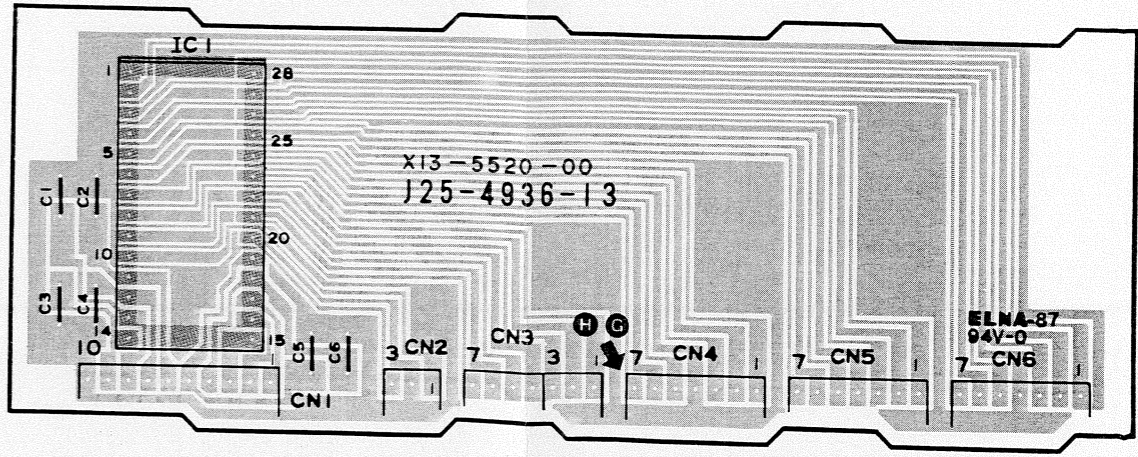 IC1
1
28
5
25
X13-5520-00
J25-4936-13
C1
C2
10
20
C3
C4
14
15
H G
ELNA-87
94V-0
10
1
C5
C6
3
CN2
1
7
CN3
3
1
7
CN4
1
7
CN5
1
7
CN6
1
CN1